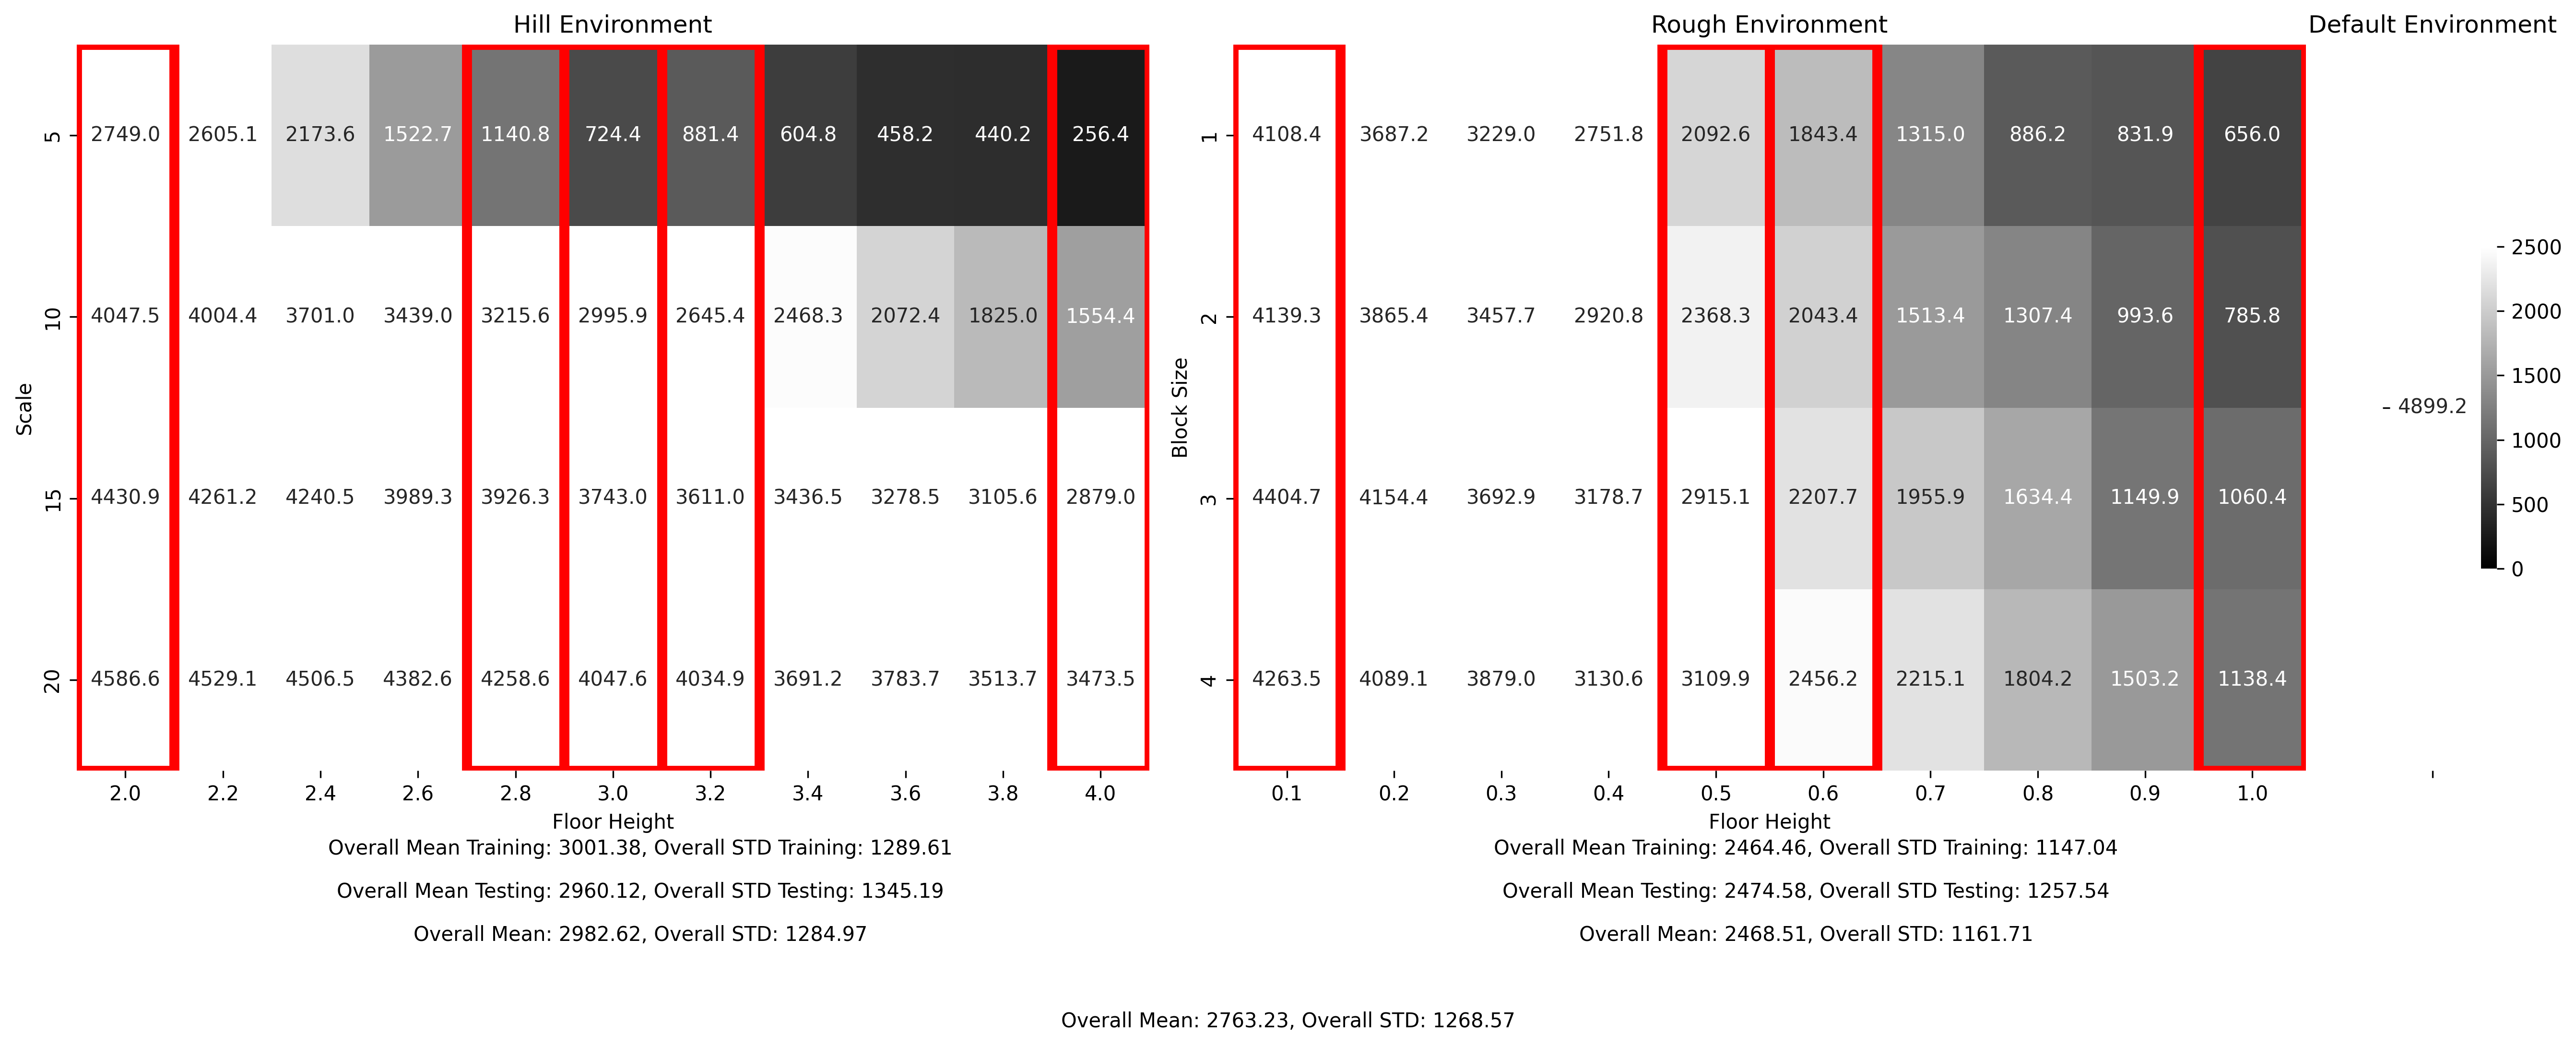 Hill Environment
Rough Environment
Default Environment
5 2749.0 2605.1 2173.6 1522.7 1140.8 724.4 881.4 604.8 458.2 440.2 256.4
10 4047.5 4004.4 3701.0 3439.0 3215.6 2995.9 2645.4 2468.3 2072.4 1825.0 1554.4
15 4430.9 4261.2 4240.5 3989.3 3926.3 3743.0 3611.0 3436.5 3278.5 3105.6 2879.0
20 4586.6 4529.1 4506.5 4382.6 4258.6 4047.6 4034.9 3691.2 3783.7 3513.7 3473.5
Scale
2.0 2.2 2.4 2.6 2.8 3.0 3.2 3.4 3.6 3.8 4.0
Floor Height
Overall Mean Training: 3001.38, Overall STD Training: 1289.61
Overall Mean Testing: 2960.12, Overall STD Testing: 1345.19
Overall Mean: 2982.62, Overall STD: 1284.97
1 4108.4 3687.2 3229.0 2751.8 2092.6 1843.4 1315.0 886.2 831.9 656.0
2 4139.3 3865.4 3457.7 2920.8 2368.3 2043.4 1513.4 1307.4 993.6 785.8
3 4404.7 4154.4 3692.9 3178.7 2915.1 2207.7 1955.9 1634.4 1149.9 1060.4
4 4263.5 4089.1 3879.0 3130.6 3109.9 2456.2 2215.1 1804.2 1503.2 1138.4
Block Size
0.1 0.2 0.3 0.4 0.5 0.6 0.7 0.8 0.9 1.0
Floor Height
Overall Mean Training: 2464.46, Overall STD Training: 1147.04
Overall Mean Testing: 2474.58, Overall STD Testing: 1257.54
Overall Mean: 2468.51, Overall STD: 1161.71
4899.2
2500
2000
1500
1000
500
0
Overall Mean: 2763.23, Overall STD: 1268.57